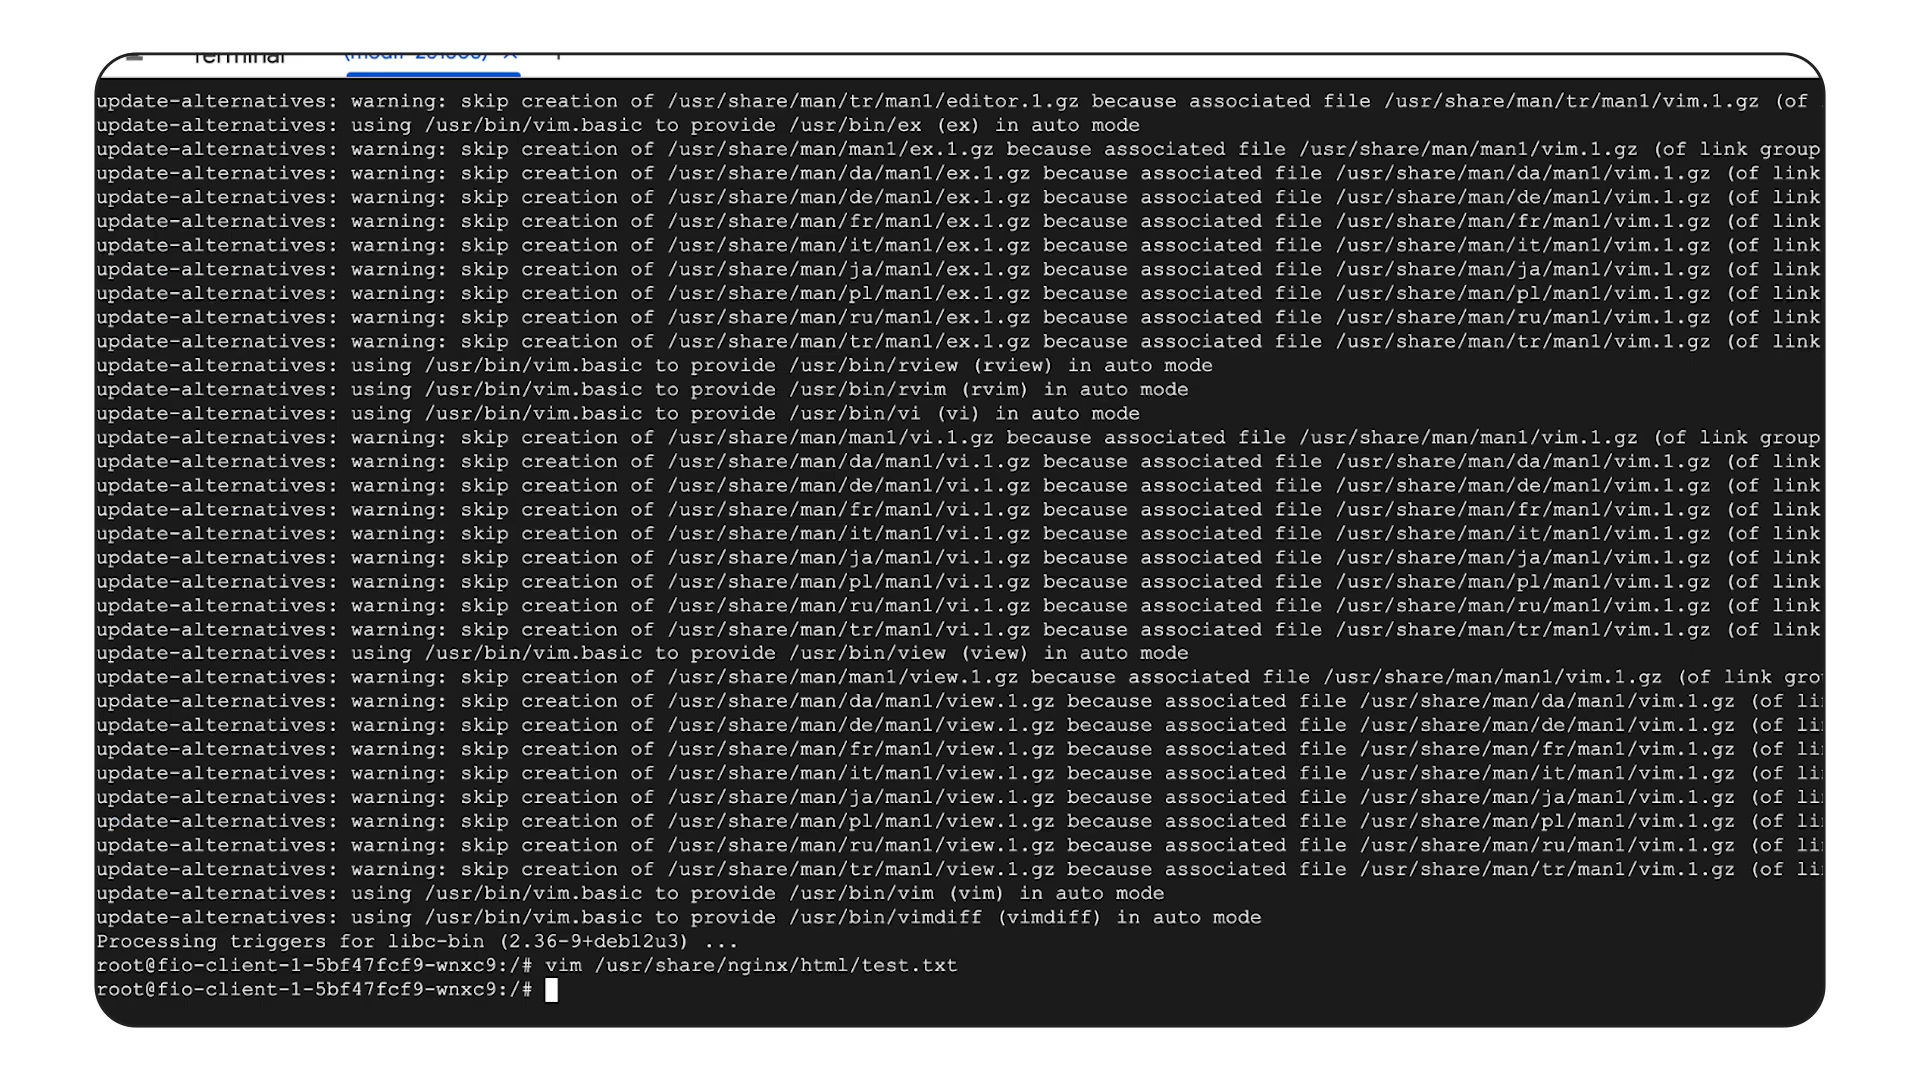 Terminal
update-alternatives: warning: skip creation of /usr/share/man/tr/man1/editor.1.gz because associated file /usr/share/man/tr/man1/vim.1.gz (of
update-alternatives: using /usr/bin/vim.basic to provide /usr/bin/ex (ex) in auto mode
update-alternatives: warning: skip creation of /usr/share/man/man1/ex.1.gz because associated file /usr/share/man/man1/vim.1.gz (of link group
update-alternatives: warning: skip creation of /usr/share/man/da/man1/ex.1.gz because associated file /usr/share/man/da/man1/vim.1.gz (of link
update-alternatives: warning: skip creation of /usr/share/man/de/man1/ex.1.gz because associated file /usr/share/man/de/man1/vim.1.gz (of link
update-alternatives: warning: skip creation of /usr/share/man/fr/man1/ex.1.gz because associated file /usr/share/man/fr/man1/vim.1.gz (of link
update-alternatives: warning: skip creation of /usr/share/man/it/man1/ex.1.gz because associated file /usr/share/man/it/man1/vim.1.gz (of link
update-alternatives: warning: skip creation of /usr/share/man/ja/man1/ex.1.gz because associated file /usr/share/man/ja/man1/vim.1.gz (of link
update-alternatives: warning: skip creation of /usr/share/man/pl/man1/ex.1.gz because associated file /usr/share/man/pl/man1/vim.1.gz (of link
update-alternatives: warning: skip creation of /usr/share/man/ru/man1/ex.1.gz because associated file /usr/share/man/ru/man1/vim.1.gz (of link
update-alternatives: warning: skip creation of /usr/share/man/tr/man1/ex.1.gz because associated file /usr/share/man/tr/man1/vim.1.gz (of link
update-alternatives: using /usr/bin/vim.basic to provide /usr/bin/rview (rview) in auto mode
update-alternatives: using /usr/bin/vim.basic to provide /usr/bin/rvim (rvim) in auto mode
update-alternatives: using /usr/bin/vim.basic to provide /usr/bin/vi (vi) in auto mode
update-alternatives: warning: skip creation of /usr/share/man/man1/vi.1.gz because associated file /usr/share/man/man1/vim.1.gz (of link group
update-alternatives: warning: skip creation of /usr/share/man/da/man1/vi.1.gz because associated file /usr/share/man/da/man1/vim.1.gz (of link
update-alternatives: warning: skip creation of /usr/share/man/de/man1/vi.1.gz because associated file /usr/share/man/de/man1/vim.1.gz (of link
update-alternatives: warning: skip creation of /usr/share/man/fr/man1/vi.1.gz because associated file /usr/share/man/fr/man1/vim.1.gz (of link
update-alternatives: warning: skip creation of /usr/share/man/it/man1/vi.1.gz because associated file /usr/share/man/it/man1/vim.1.gz (of link
update-alternatives: warning: skip creation of /usr/share/man/ja/man1/vi.1.gz because associated file /usr/share/man/ja/man1/vim.1.gz (of link
update-alternatives: warning: skip creation of /usr/share/man/pl/man1/vi.1.gz because associated file /usr/share/man/pl/man1/vim.1.gz (of link
update-alternatives: warning: skip creation of /usr/share/man/ru/man1/vi.1.gz because associated file /usr/share/man/ru/man1/vim.1.gz (of link
update-alternatives: warning: skip creation of /usr/share/man/tr/man1/vi.1.gz because associated file /usr/share/man/tr/man1/vim.1.gz (of link
update-alternatives: using /usr/bin/vim.basic to provide /usr/bin/view (view) in auto mode
update-alternatives: warning: skip creation of /usr/share/man/man1/view.1.gz because associated file /usr/share/man/man1/vim.1.gz (of link gro
update-alternatives: warning: skip creation of /usr/share/man/da/man1/view.1.gz because associated file /usr/share/man/da/man1/vim.1.gz (of li
update-alternatives: warning: skip creation of /usr/share/man/de/man1/view.1.gz because associated file /usr/share/man/de/man1/vim.1.gz (of li
update-alternatives: warning: skip creation of /usr/share/man/fr/man1/view.1.gz because associated file /usr/share/man/fr/man1/vim.1.gz (of li
update-alternatives: warning: skip creation of /usr/share/man/it/man1/view.1.gz because associated file /usr/share/man/it/man1/vim.1.gz (of li
update-alternatives: warning: skip creation of /usr/share/man/ja/man1/view.1.gz because associated file /usr/share/man/ja/man1/vim.1.gz (of li
update-alternatives: warning: skip creation of /usr/share/man/pl/man1/view.1.gz because associated file /usr/share/man/pl/man1/vim.1.gz (of li
update-alternatives: warning: skip creation of /usr/share/man/ru/man1/view.1.gz because associated file /usr/share/man/ru/man1/vim.1.gz (of li
update-alternatives: warning: skip creation of /usr/share/man/tr/man1/view.1.gz because associated file /usr/share/man/tr/man1/vim.1.gz (of li
update-alternatives: using /usr/bin/vim.basic to provide /usr/bin/vim (vim) in auto mode
update-alternatives: using /usr/bin/vim.basic to provide /usr/bin/vimdiff (vimdiff) in auto mode
Processing triggers for libc-bin (2.36-9+deb12u3) ...
root@fio-client-1-5bf47fcf9-wnxc9:/# vim /usr/share/nginx/html/test.txt
root@fio-client-1-5bf47fcf9-wnxc9:/#